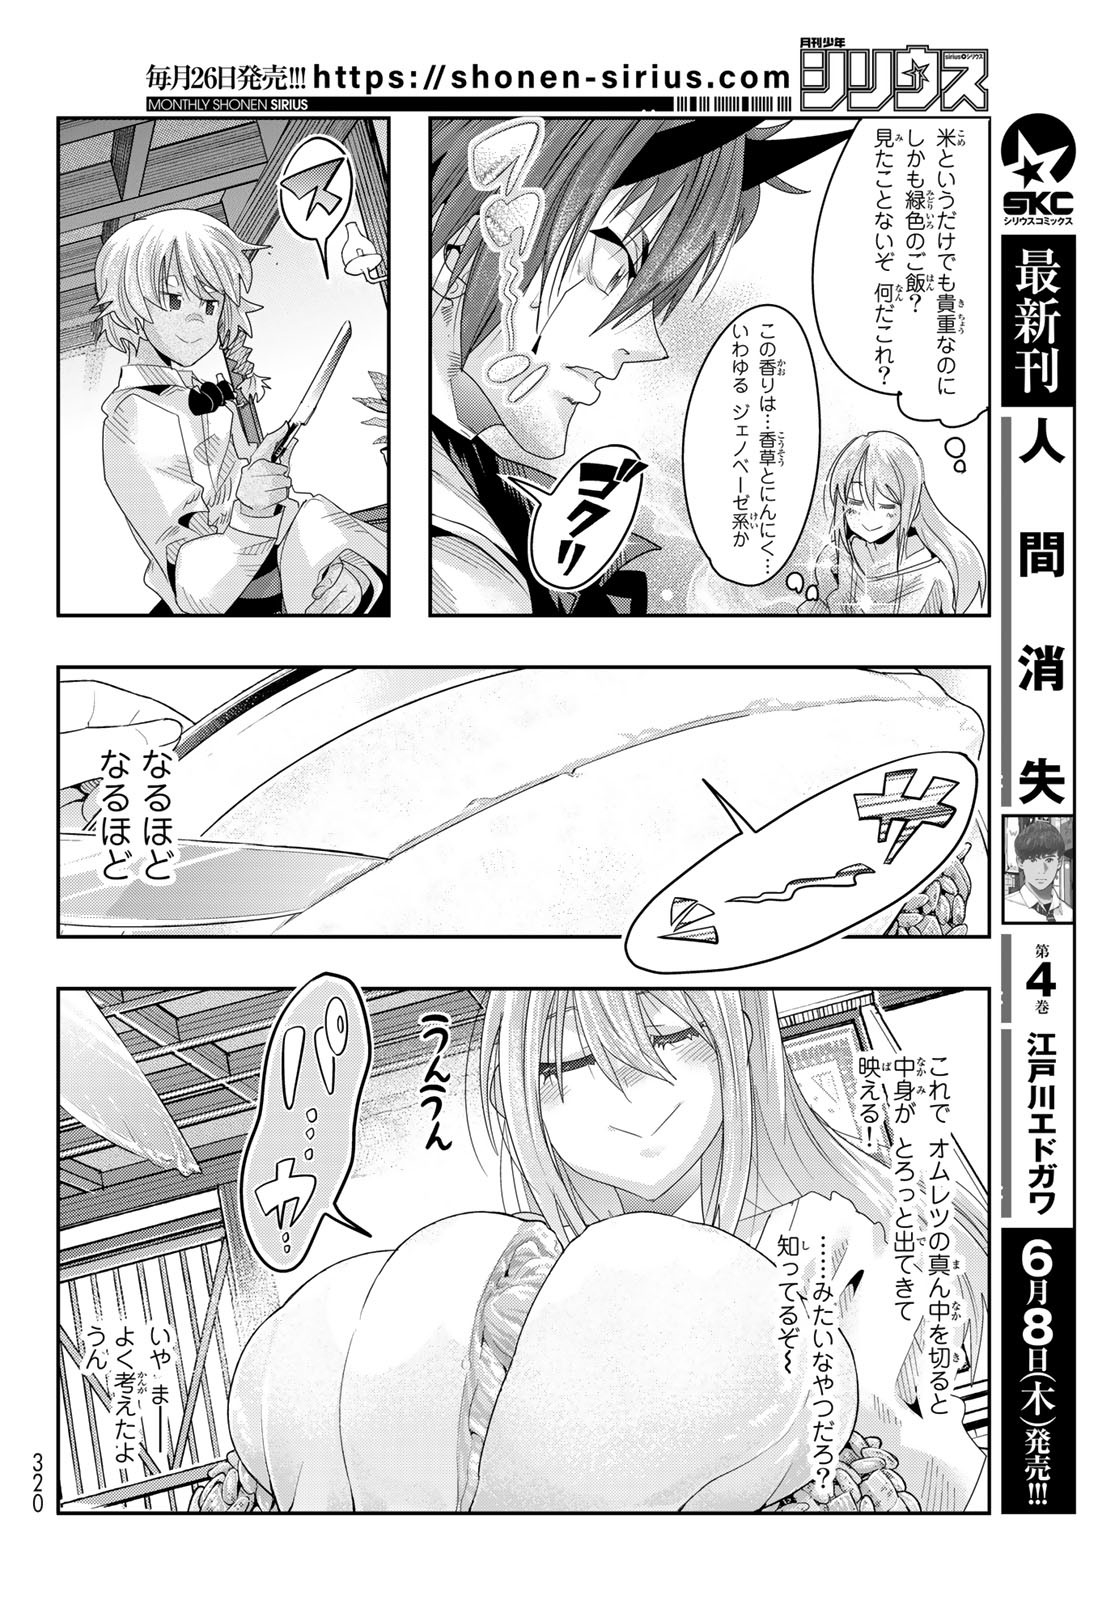 毎月26日発売!!! https://shonen-sirius.com
MONTHLY SHONEN SIRIUS
月刊少年
シリウス
sirius●シリウス
米というだけでも貴重なのに
しかも緑色のご飯?
見たことないぞ 何だこれ?
この香りは…香草とにんにく…
いわゆる ジェノベーゼ系か
ゴクリ
スッ
なるほど
なるほど
これで オムレツの真ん中を切ると
中身が とろっと出てきて
映える!
……みたいなやつだろ?
知ってるぞ〜
うんうん
パカッ
いや まー
よく考えたよ
うん
320
SKC
シリウスコミックス
最新刊
人間消失
第4巻
江戸川エドガワ
6月8日(木)発売!!!